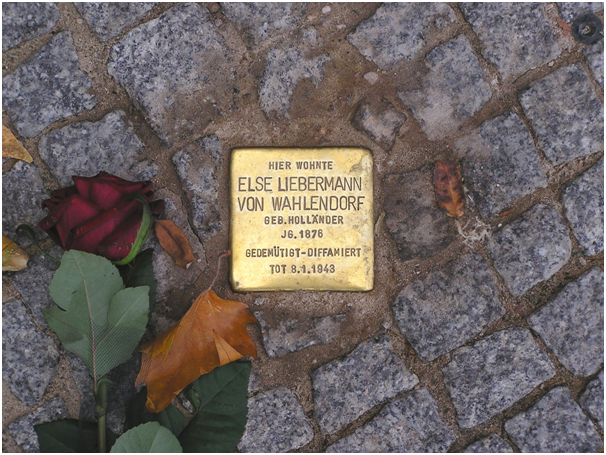 HIER WOHNTE
ELSE LIEBERMANN
VON WAHLENDORF
GEB. HOLLÄNDER
JG. 1876
GEDEMÜTIGT-DIFFAMIERT
TOT 8.1.1943